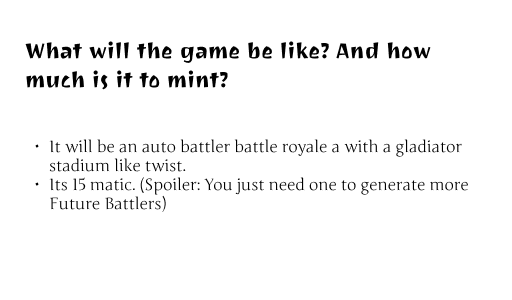 What will the game be like? And how
much is it to mint?
• It will be an auto battler battle royale a with a gladiator
stadium like twist.
• Its 15 matic. (Spoiler: You just need one to generate more
Future Battlers)